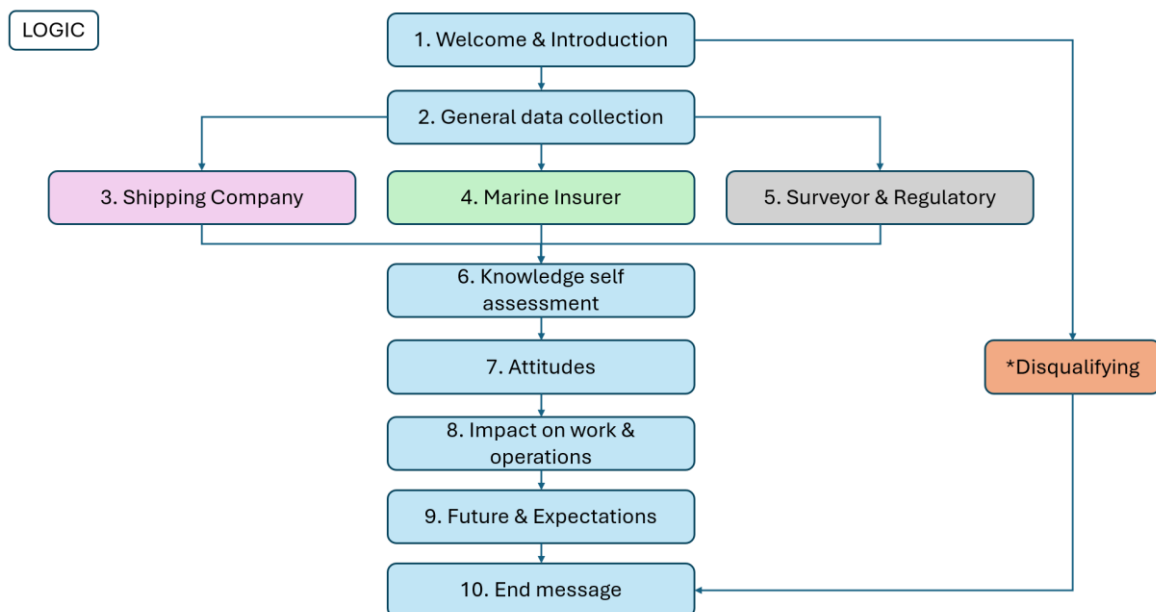 LOGIC
1. Welcome & Introduction
2. General data collection
3. Shipping Company
4. Marine Insurer
5. Surveyor & Regulatory
6. Knowledge self
assessment
7. Attitudes
*Disqualifying
8. Impact on work &
operations
9. Future & Expectations
10. End message